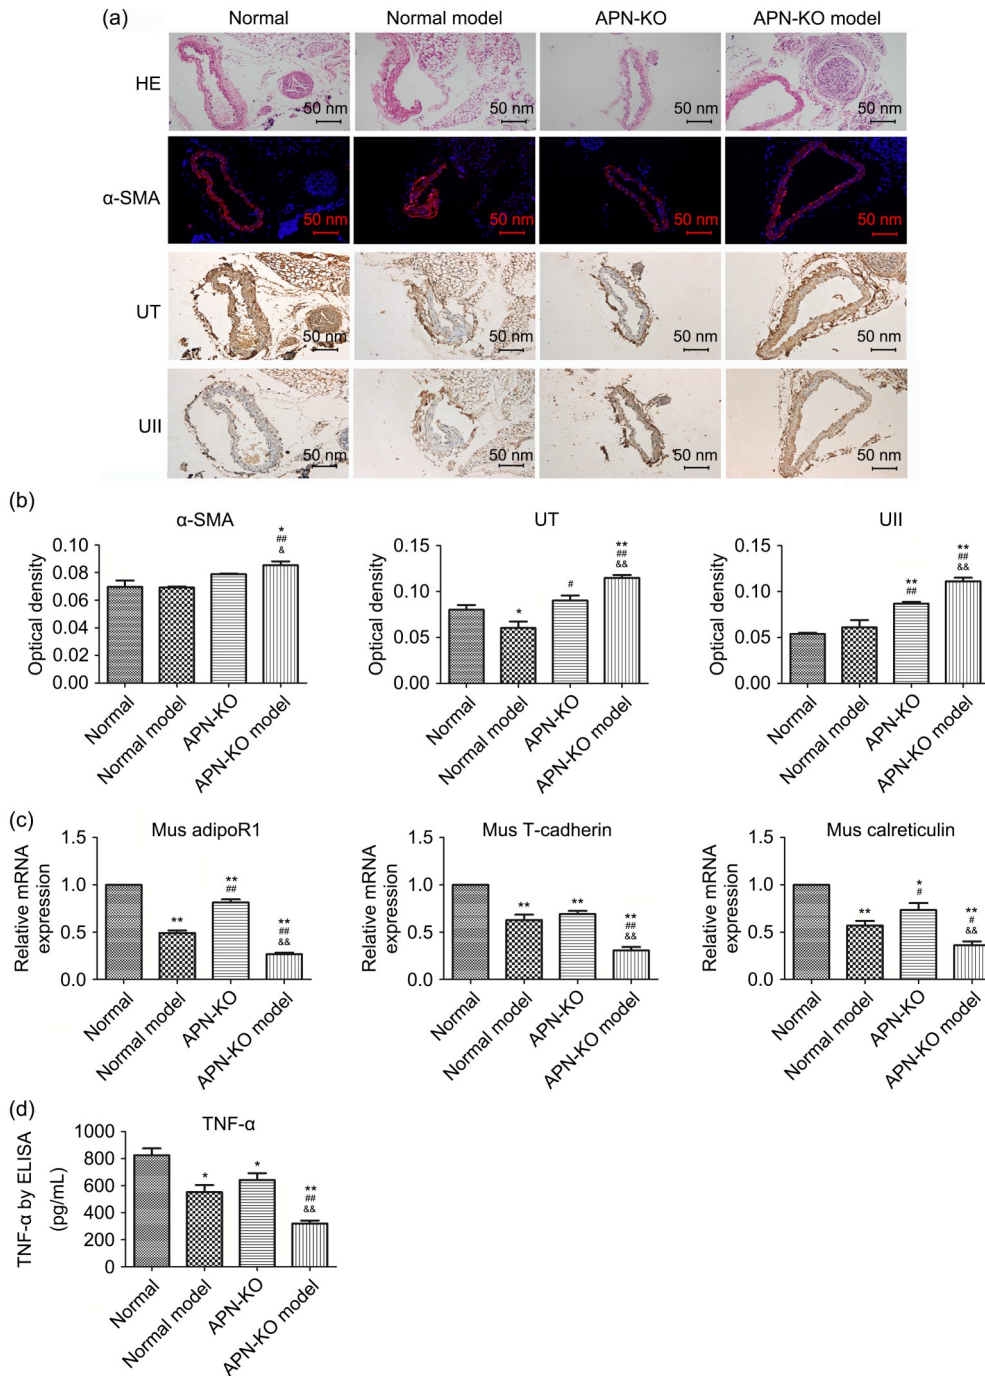 (a)
Normal Normal model APN-KO APN-KO model
HE
50 nm 50 nm 50 nm 50 nm
α-SMA
50 nm 50 nm 50 nm 50 nm
UT
50 nm 50 nm 50 nm 50 nm
UII
50 nm 50 nm 50 nm 50 nm
(b)
α-SMA
Optical density
0.10
0.08
0.06
0.04
0.02
0.00
*
##
&
Normal
Normal model
APN-KO
APN-KO model
UT
Optical density
0.15
0.10
0.05
0.00
*
#
**
##
&&
Normal
Normal model
APN-KO
APN-KO model
UII
Optical density
0.15
0.10
0.05
0.00
**
##
**
##
&&
Normal
Normal model
APN-KO
APN-KO model
(c)
Mus adipoR1
Relative mRNA
expression
1.5
1.0
0.5
0.0
**
**
##
**
##
&&
Normal
Normal model
APN-KO
APN-KO model
Mus T-cadherin
Relative mRNA
expression
1.5
1.0
0.5
0.0
**
**
**
##
&&
Normal
Normal model
APN-KO
APN-KO model
Mus calreticulin
Relative mRNA
expression
1.5
1.0
0.5
0.0
**
*
#
**
#
&&
Normal
Normal model
APN-KO
APN-KO model
(d)
TNF-α
TNF-α by ELISA
(pg/mL)
1000
800
600
400
200
0
*
*
**
##
&&
Normal
Normal model
APN-KO
APN-KO model